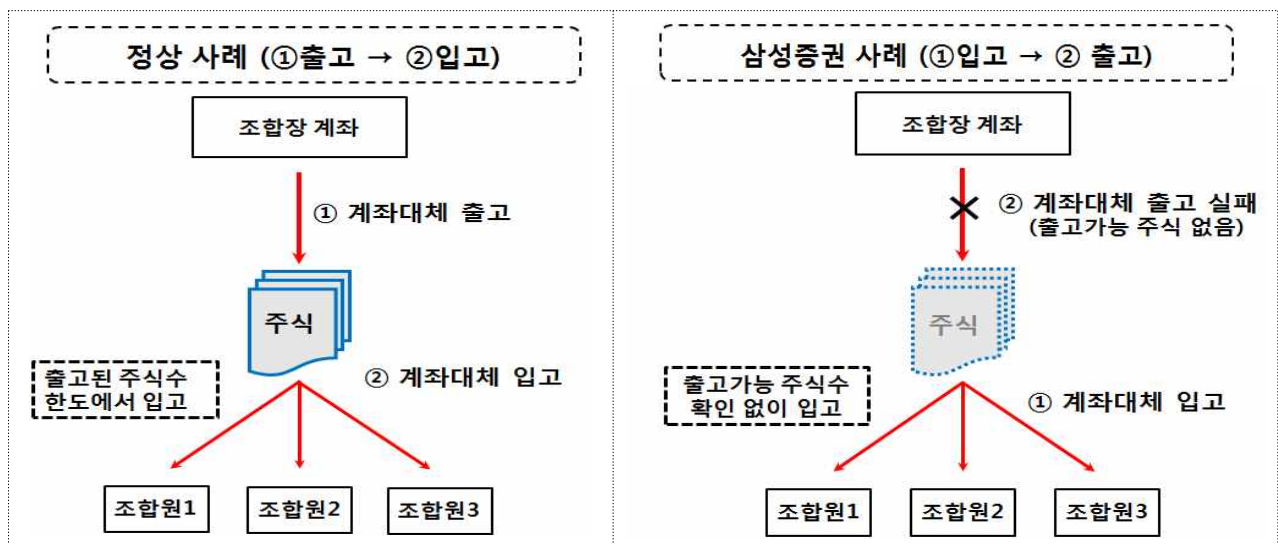 정상 사례 (①출고 → ②입고)
조합장 계좌
① 계좌대체 출고
주식
출고된 주식수
한도에서 입고
② 계좌대체 입고
조합원1
조합원2
조합원3
삼성증권 사례 (①입고 → ② 출고)
조합장 계좌
② 계좌대체 출고 실패
(출고가능 주식 없음)
주식
출고가능 주식수
확인 없이 입고
① 계좌대체 입고
조합원1
조합원2
조합원3